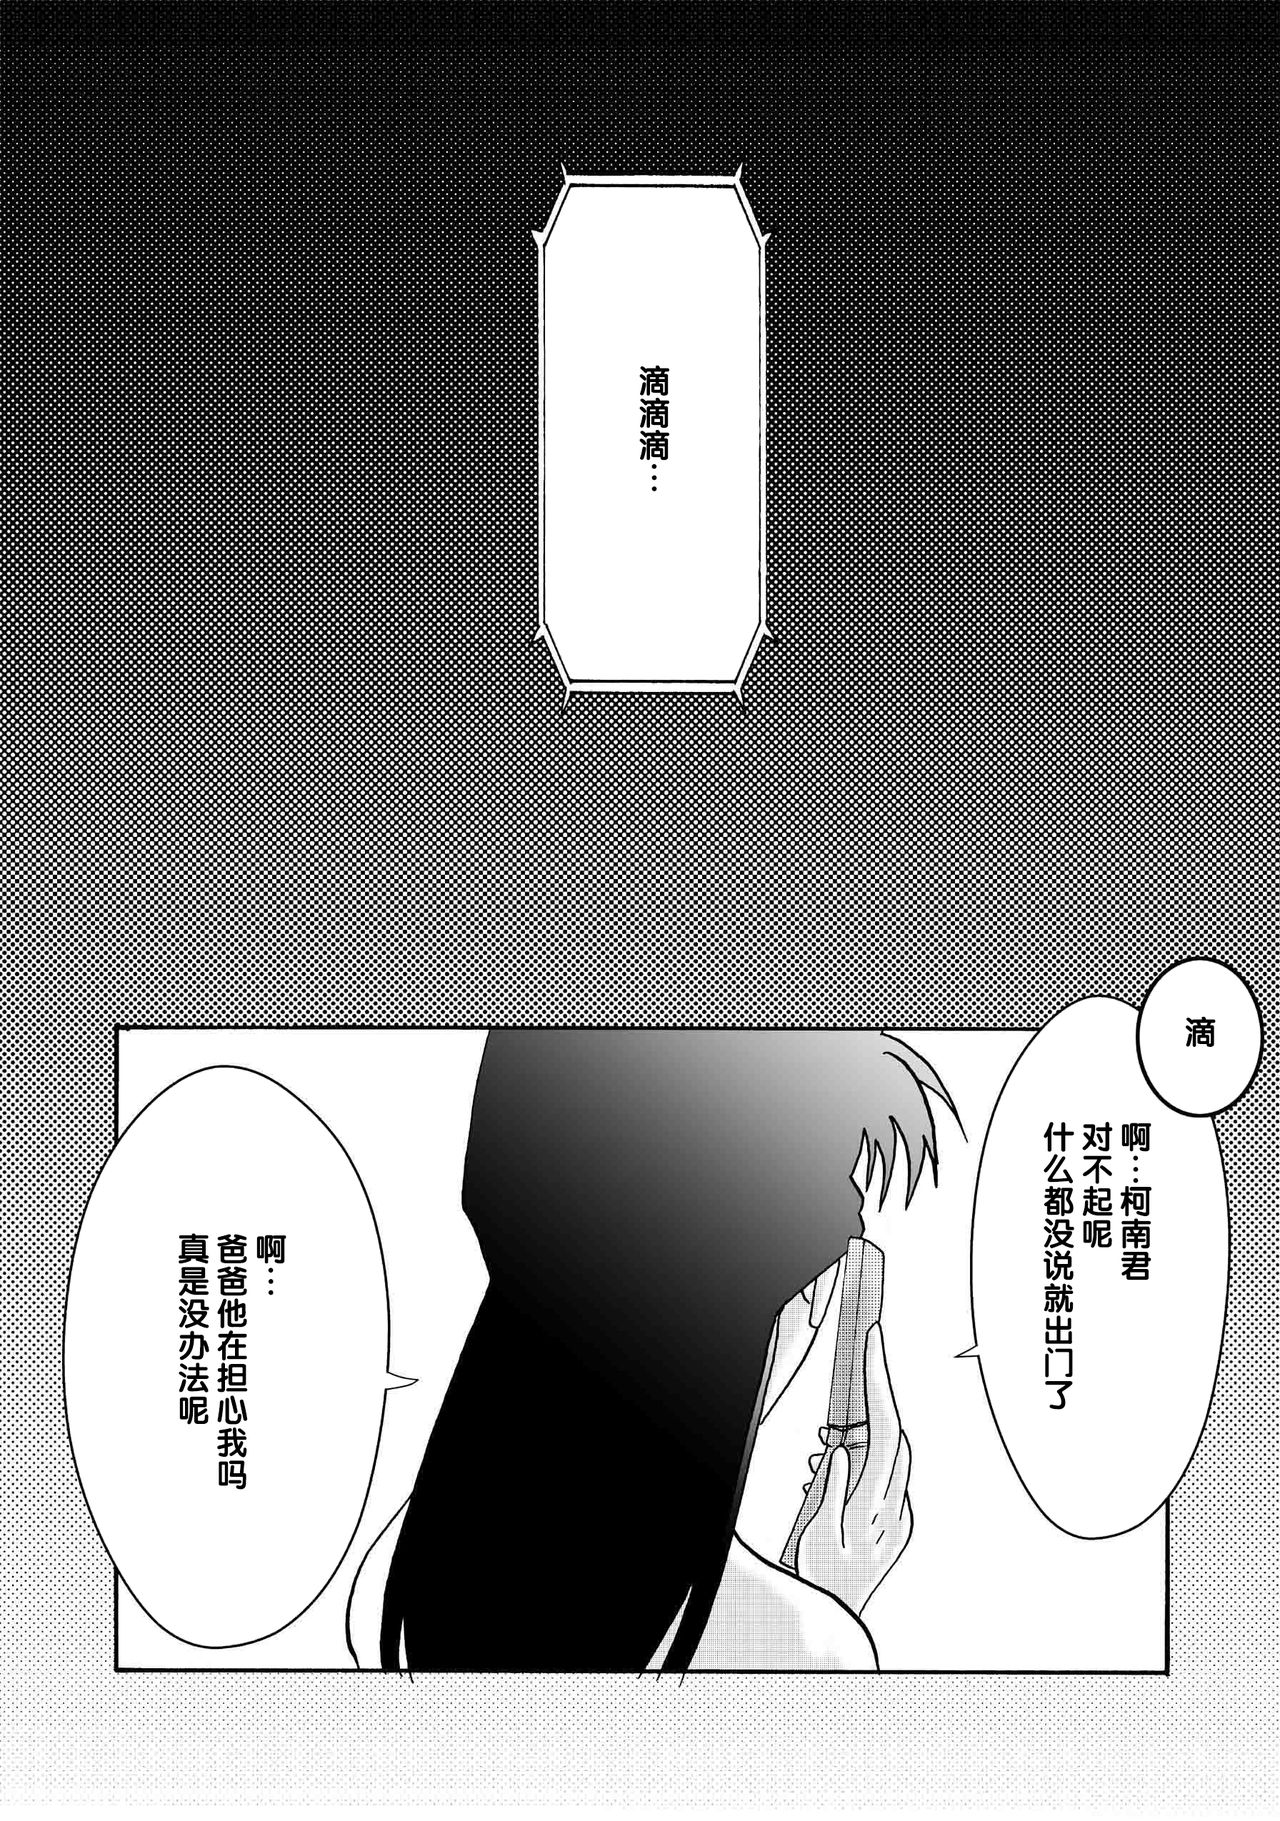 滴滴滴…
滴
啊…柯南君
对不起呢
什么都没说就出门了
啊…
爸爸他在担心我吗
真是没办法呢